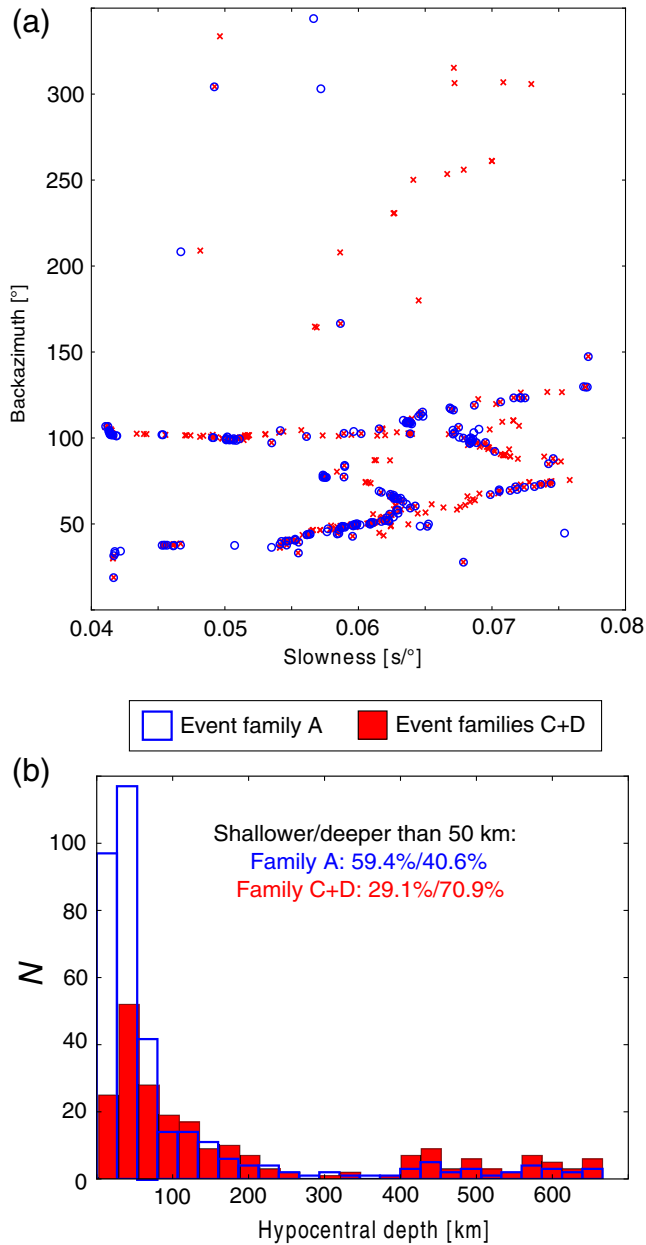 (a)
300
250
200
150
100
50
Backazimuth [°]
0.04 0.05 0.06 0.07 0.08
Slowness [s/°]
Event family A Event families C+D
(b)
Shallower/deeper than 50 km:
Family A: 59.4%/40.6%
Family C+D: 29.1%/70.9%
100
80
60
40
20
0
N
100 200 300 400 500 600
Hypocentral depth [km]